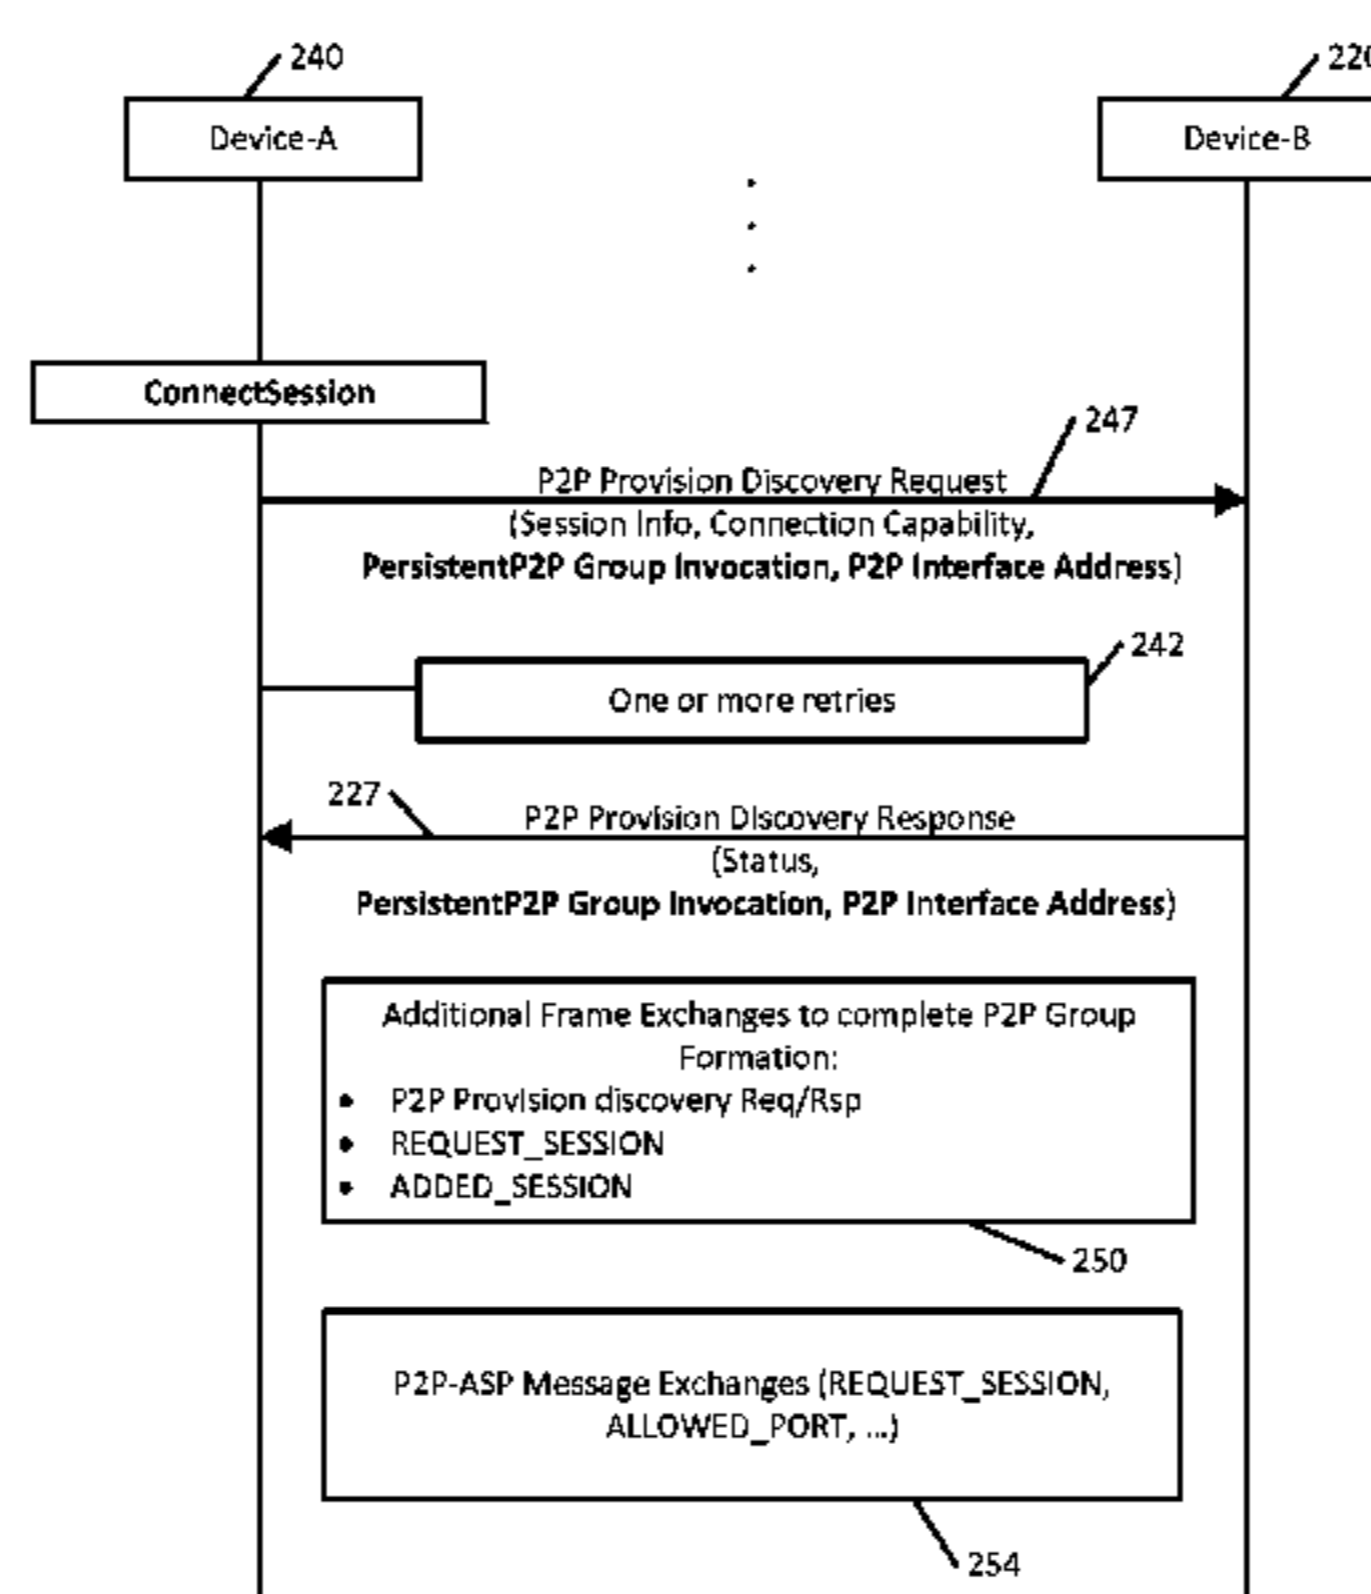 240
220
Device-A
Device-B
ConnectSession
247
P2P Provision Discovery Request
(Session Info, Connection Capability,
PersistentP2P Group Invocation, P2P Interface Address)
242
One or more retries
227
P2P Provision Discovery Response
(Status,
PersistentP2P Group Invocation, P2P Interface Address)
Additional Frame Exchanges to complete P2P Group
Formation:
• P2P Provision discovery Req/Rsp
• REQUEST_SESSION
• ADDED_SESSION
250
P2P-ASP Message Exchanges (REQUEST_SESSION,
ALLOWED_PORT, ...)
254